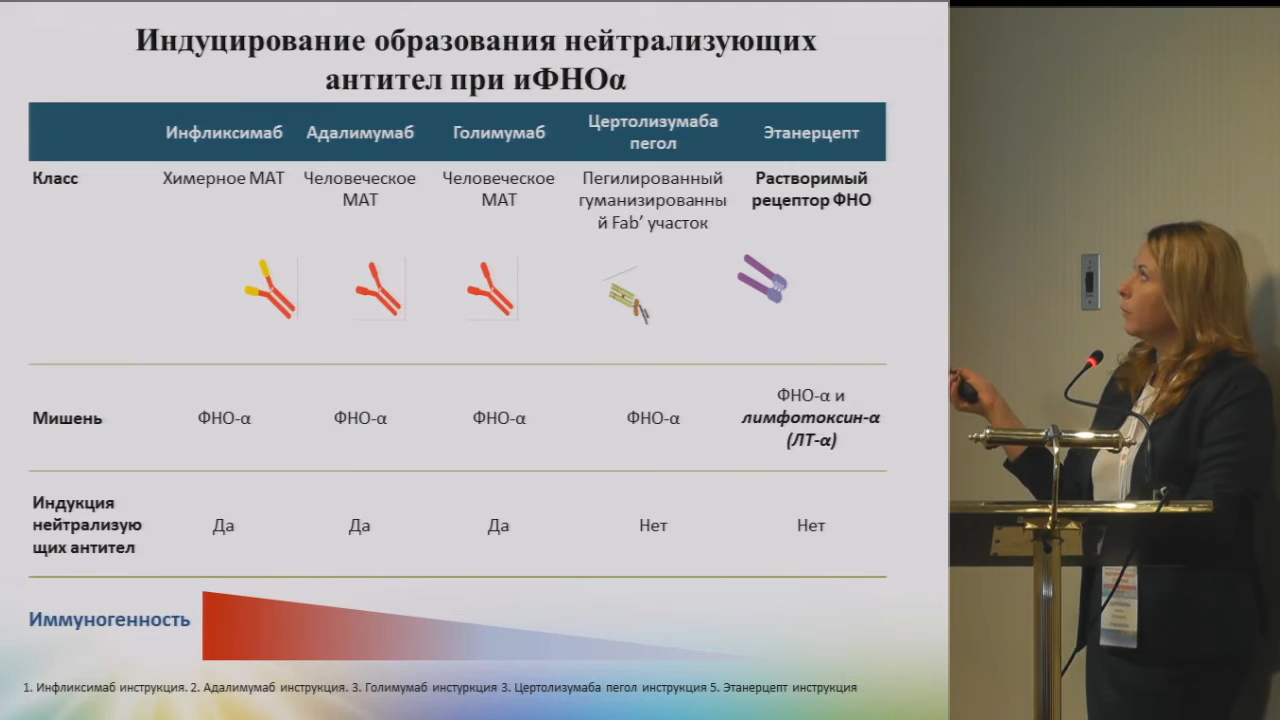 Индуцирование образования нейтрализующих
антител при иФНОα
Инфликсимаб Адалимумаб Голимумаб Цертолизумаба пегол Этанерцепт
Класс Химерное МАТ Человеческое МАТ Человеческое МАТ Пегилированный гуманизированны й Fab’ участок Растворимый рецептор ФНО
Мишень ФНО-α ФНО-α ФНО-α ФНО-α ФНО-α и лимфотоксин-α (ЛТ-α)
Индукция нейтрализую щих антител Да Да Да Нет Нет
Иммуногенность
1. Инфликсимаб инструкция. 2. Адалимумаб инструкция. 3. Голимумаб инстуркция 3. Цертолизумаба пегол инструкция 5. Этанерцепт инструкция